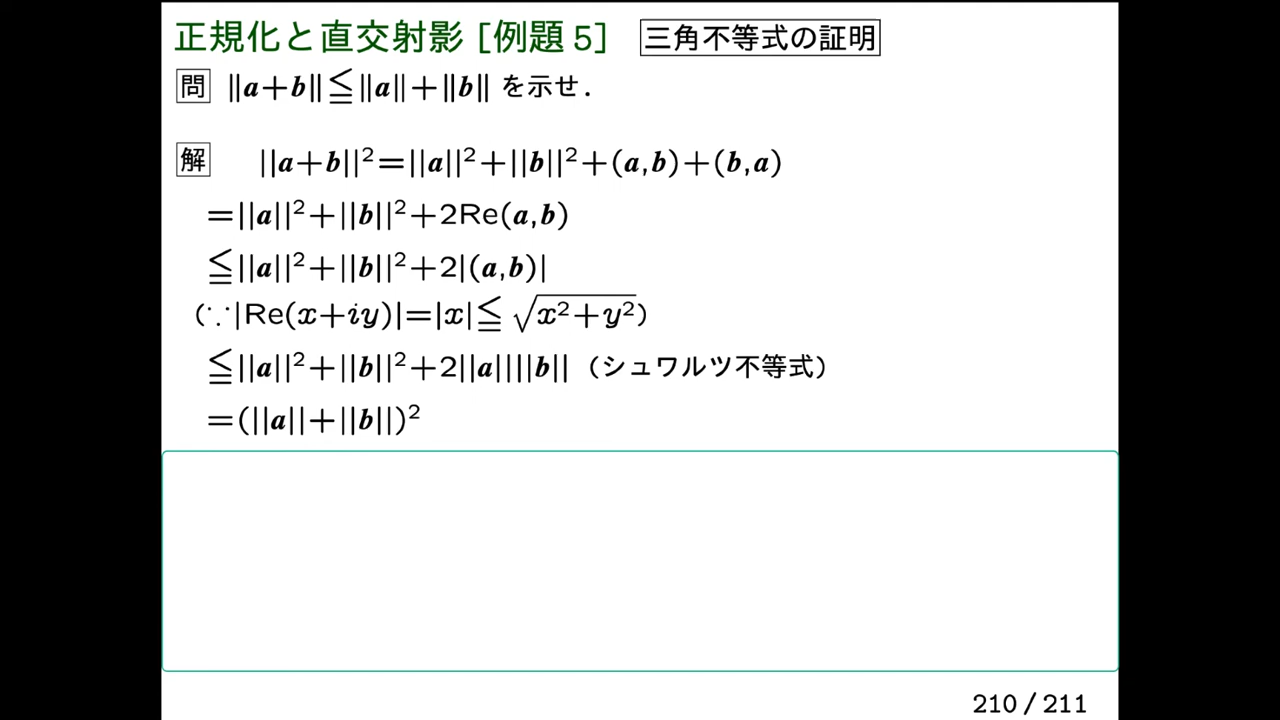 正規化と直交射影 [例題 5] 三角不等式の証明
問 ‖a+b‖≦‖a‖+‖b‖ を示せ.
解 ||a+b||²=||a||²+||b||²+(a,b)+(b,a)
=||a||²+||b||²+2Re(a,b)
≦||a||²+||b||²+2|(a,b)|
(∵|Re(x+iy)|=|x|≦ √x²+y²)
≦||a||²+||b||²+2||a||||b|| (シュワルツ不等式)
=(||a||+||b||)²
210 / 211